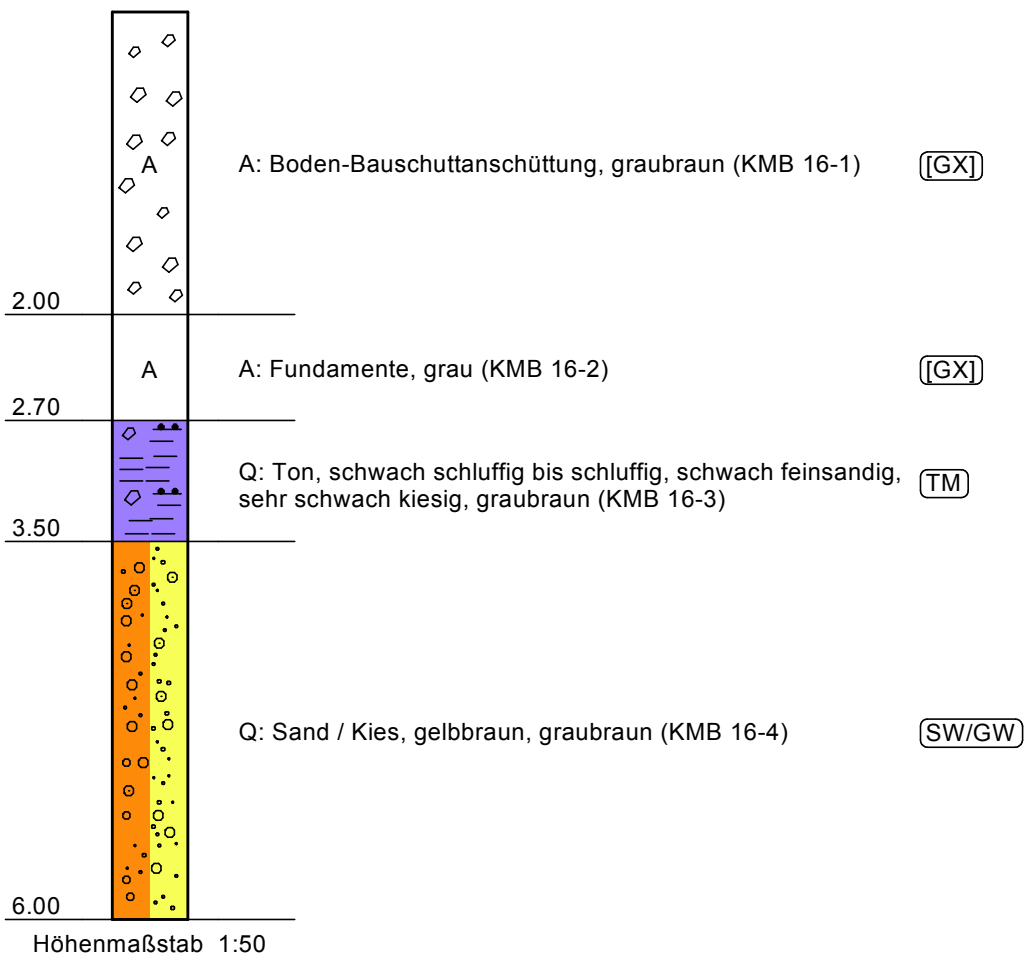 A
A: Boden-Bauschuttanschüttung, graubraun (KMB 16-1)
[GX]
2.00
A
A: Fundamente, grau (KMB 16-2)
[GX]
2.70
Q: Ton, schwach schluffig bis schluffig, schwach feinsandig,
sehr schwach kiesig, graubraun (KMB 16-3)
TM
3.50
Q: Sand / Kies, gelbbraun, graubraun (KMB 16-4)
SW/GW
6.00
Höhenmaßstab 1:50